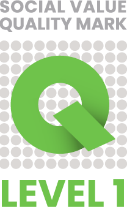 SOCIAL VALUE
QUALITY MARK
Q
LEVEL 1